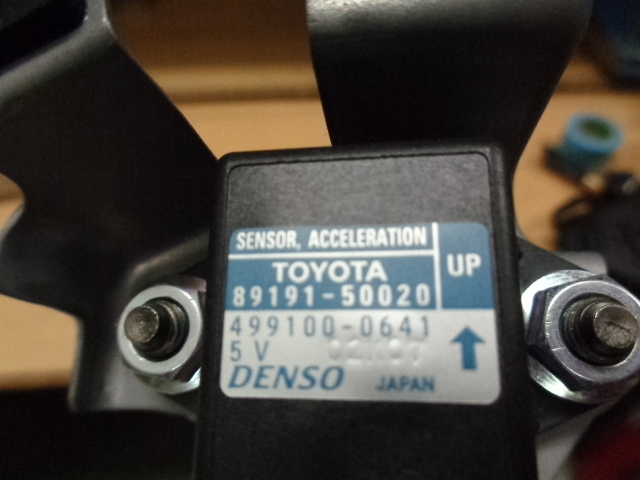 SENSOR, ACCELERATION
UP
TOYOTA
89191-50020
499100-0641
5 V
DENSO JAPAN